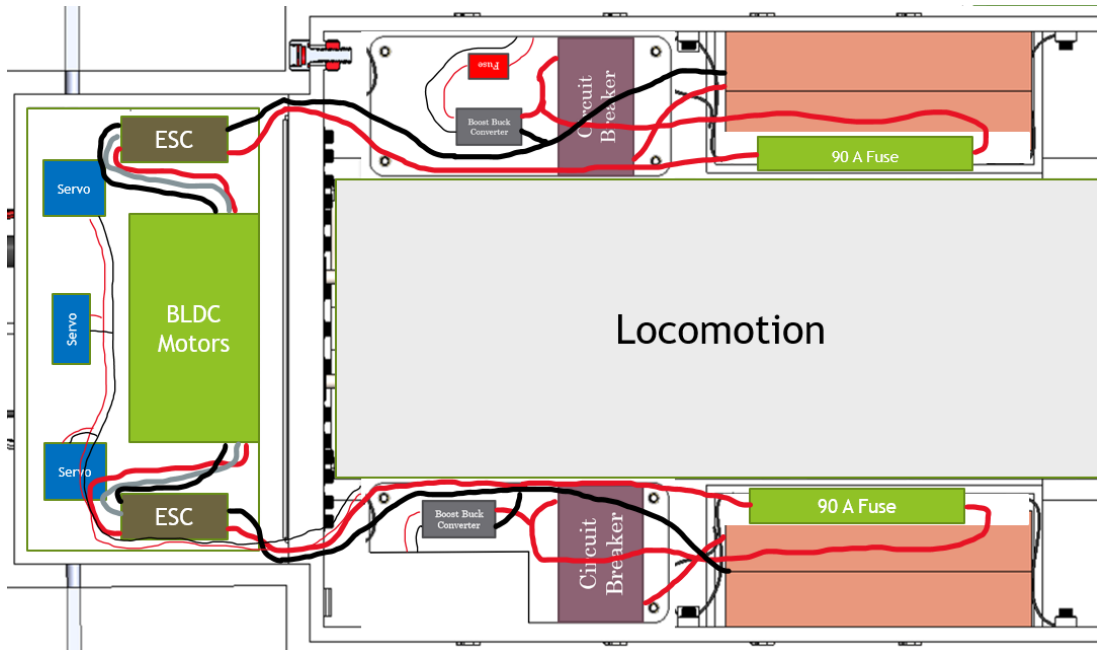 Fuse
ESC
Boost Buck
Converter
Circuit
Breaker
90 A Fuse
Servo
Servo
BLDC
Motors
Locomotion
Servo
ESC
Boost Buck
Converter
Circuit
Breaker
90 A Fuse